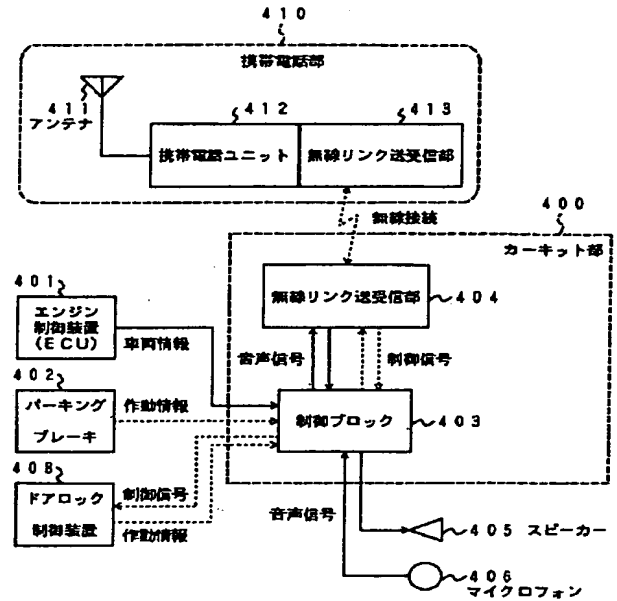 410
携帯電話部
411
アンテナ
412
413
携帯電話ユニット
無線リンク送受信部
無線接続
400
カーキット部
無線リンク送受信部
404
401
エンジン
制御装置
(ECU)
車両情報
音声信号
制御信号
402
パーキング
ブレーキ
作動情報
制御ブロック
403
408
ドアロック
制御装置
制御信号
作動情報
音声信号
405 スピーカー
406
マイクロフォン